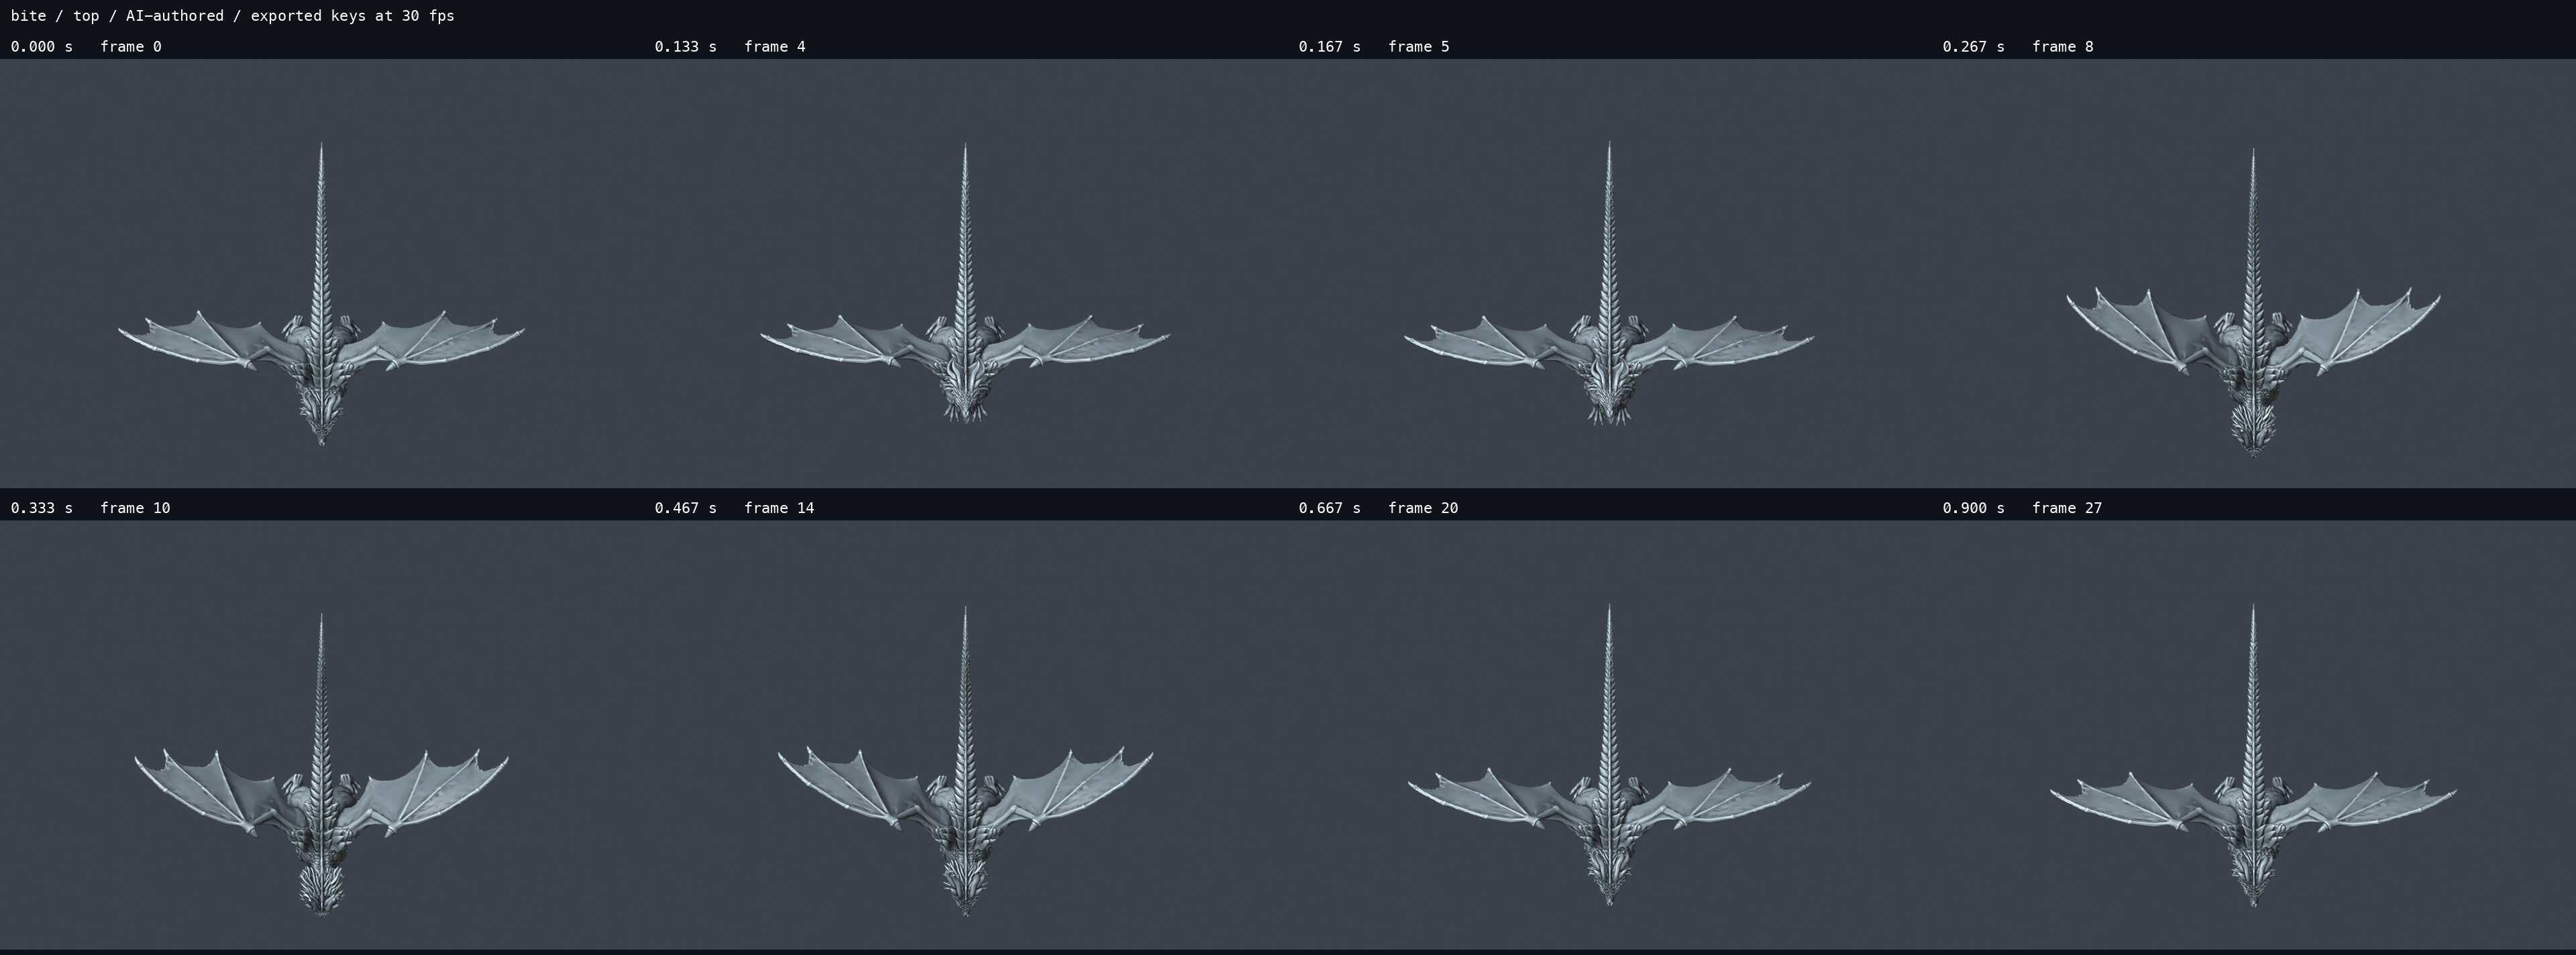 bite / top / AI−authored / exported keys at 30 fps
0.000 s frame 0
0.133 s frame 4
0.167 s frame 5
0.267 s frame 8
0.333 s frame 10
0.467 s frame 14
0.667 s frame 20
0.900 s frame 27